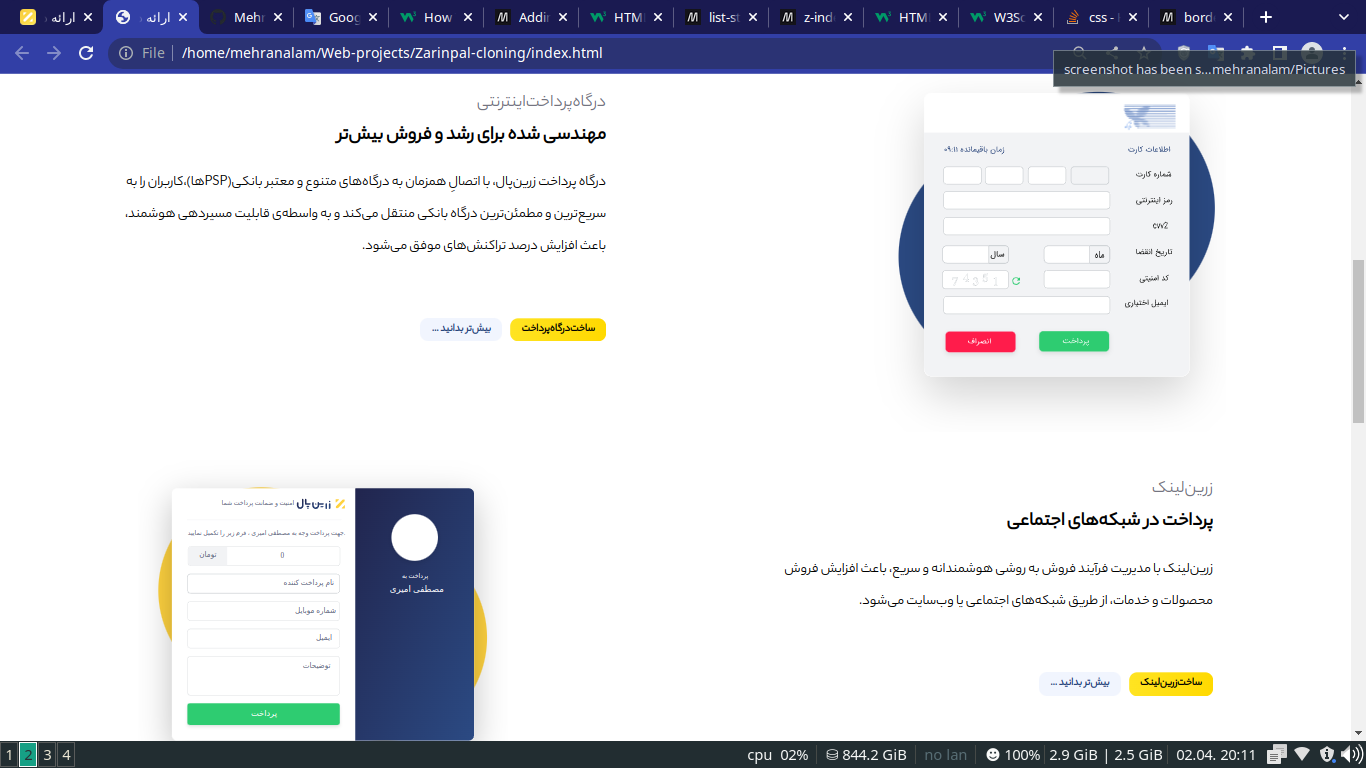 ارائه د
ارائه د
Mehr
Goog
How
Addin
HTML
list-st
z-inde
HTML
W3Sc
css -
bord
File
/home/mehranalam/Web-projects/Zarinpal-cloning/index.html
screenshot has been s...mehranalam/Pictures
درگاه‌پرداخت‌اینترنتی
مهندسی شده برای رشد و فروش بیش‌تر
درگاه پرداخت زرین‌پال، با اتصالِ همزمان به درگاه‌های متنوع و معتبر بانکی(PSPها)،کاربران را به
سریع‌ترین و مطمئن‌ترین درگاه بانکی منتقل می‌کند و به واسطه‌ی قابلیت مسیردهی هوشمند،
باعث افزایش درصد تراکنش‌های موفق می‌شود.
ساخت‌درگاه‌پرداخت
بیش‌تر بدانید ...
اطلاعات کارت
زمان باقیمانده ۰۹:۱۱
شماره کارت
رمز اینترنتی
cvv2
تاریخ انقضا
ماه
سال
کد امنیتی
7 4 3 5 1
ایمیل اختیاری
پرداخت
انصراف
زرین‌لینک
پرداخت در شبکه‌های اجتماعی
زرین‌لینک با مدیریت فرآیند فروش به روشی هوشمندانه و سریع، باعث افزایش فروش
محصولات و خدمات، از طریق شبکه‌های اجتماعی یا وب‌سایت می‌شود.
ساخت‌زرین‌لینک
بیش‌تر بدانید ...
زرین‌پال
امنیت و ضمانت پرداخت شما
جهت پرداخت وجه به مصطفی امیری ، فرم زیر را تکمیل نمایید.
0
تومان
نام پرداخت کننده
شماره موبایل
ایمیل
توضیحات
پرداخت
پرداخت به
مصطفی امیری
1 2 3 4
cpu 02%
844.2 GiB
no lan
100%
2.9 GiB | 2.5 GiB
02.04. 20:11